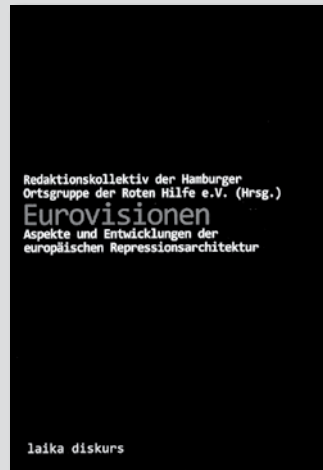 Redaktionskollektiv der Hamburger
Ortsgruppe der Roten Hilfe e.V. (Hrsg.)
Eurovisionen
Aspekte und Entwicklungen der
europäischen Repressionsarchitektur
laika diskurs